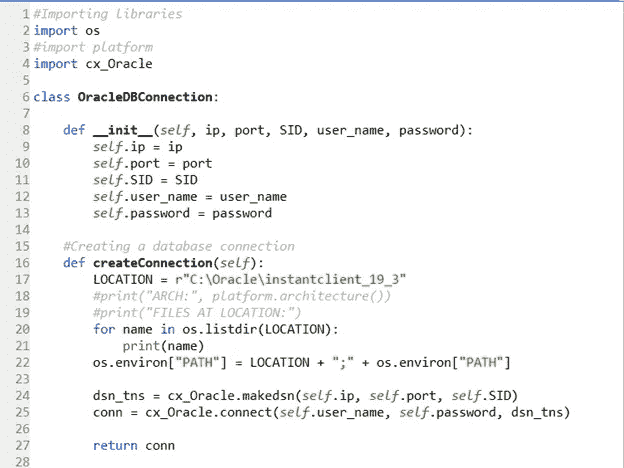 1 #Importing libraries
2 import os
3 #import platform
4 import cx_Oracle
5
6 class OracleDBConnection:
7
8     def __init__(self, ip, port, SID, user_name, password):
9         self.ip = ip
10         self.port = port
11         self.SID = SID
12         self.user_name = user_name
13         self.password = password
14
15     #Creating a database connection
16     def createConnection(self):
17         LOCATION = r"C:\Oracle\instantclient_19_3"
18         #print("ARCH:", platform.architecture())
19         #print("FILES AT LOCATION:")
20         for name in os.listdir(LOCATION):
21             print(name)
22         os.environ["PATH"] = LOCATION + ";" + os.environ["PATH"]
23
24         dsn_tns = cx_Oracle.makedsn(self.ip, self.port, self.SID)
25         conn = cx_Oracle.connect(self.user_name, self.password, dsn_tns)
26
27         return conn
28